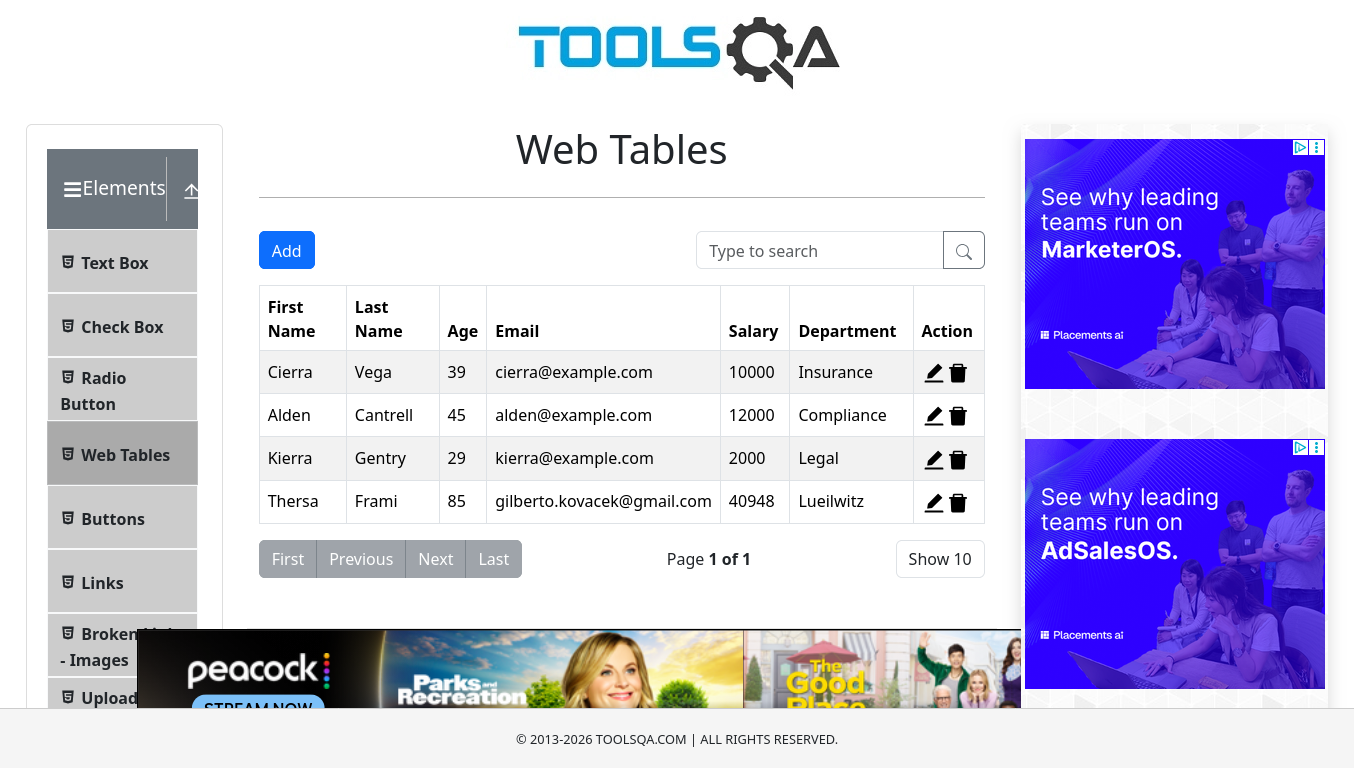 TOOLSQA
Elements
Text Box
Check Box
Radio
Button
Web Tables
Buttons
Links
Broken
- Images
Upload
Web Tables
Add
Type to search
First Name Last Name Age Email Salary Department Action
Cierra Vega 39 cierra@example.com 10000 Insurance
Alden Cantrell 45 alden@example.com 12000 Compliance
Kierra Gentry 29 kierra@example.com 2000 Legal
Thersa Frami 85 gilberto.kovacek@gmail.com 40948 Lueilwitz
First Previous Next Last
Page 1 of 1
Show 10
See why leading
teams run on
MarketerOS.
Placements ai
See why leading
teams run on
AdSalesOS.
Placements ai
peacock
STREAM NOW
Parks and
Recreation
The
Good
Place
© 2013-2026 TOOLSQA.COM | ALL RIGHTS RESERVED.